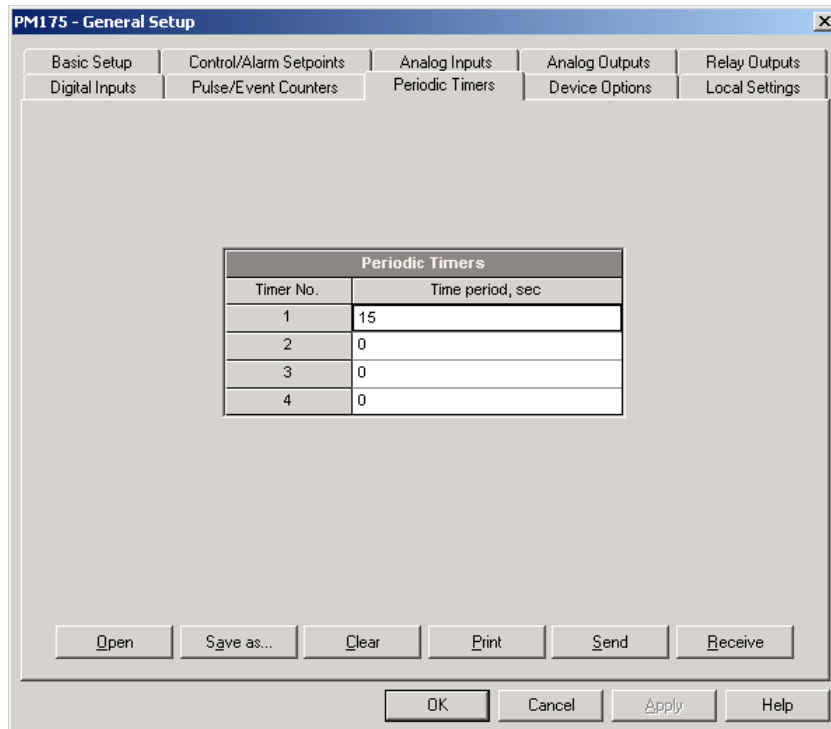 PM175 - General Setup
Basic Setup Control/Alarm Setpoints Analog Inputs Analog Outputs Relay Outputs
Digital Inputs Pulse/Event Counters Periodic Timers Device Options Local Settings
Periodic Timers
Timer No. Time period, sec
1 15
2 0
3 0
4 0
Open Save as... Clear Print Send Receive
OK Cancel Apply Help